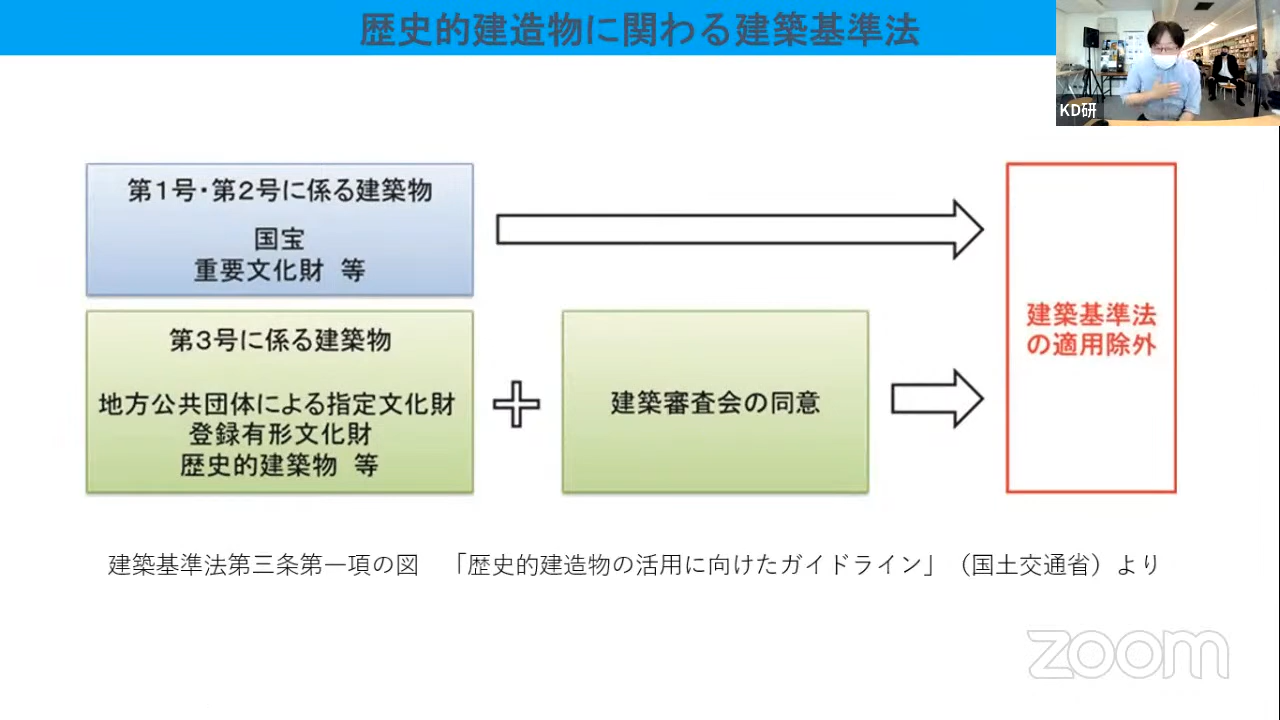 歴史的建造物に関わる建築基準法
KD研
第1号・第2号に係る建築物
国宝
重要文化財 等
第3号に係る建築物
地方公共団体による指定文化財
登録有形文化財
歴史的建築物 等
建築審査会の同意
建築基準法
の適用除外
建築基準法第三条第一項の図 「歴史的建造物の活用に向けたガイドライン」（国土交通省）より
zoom